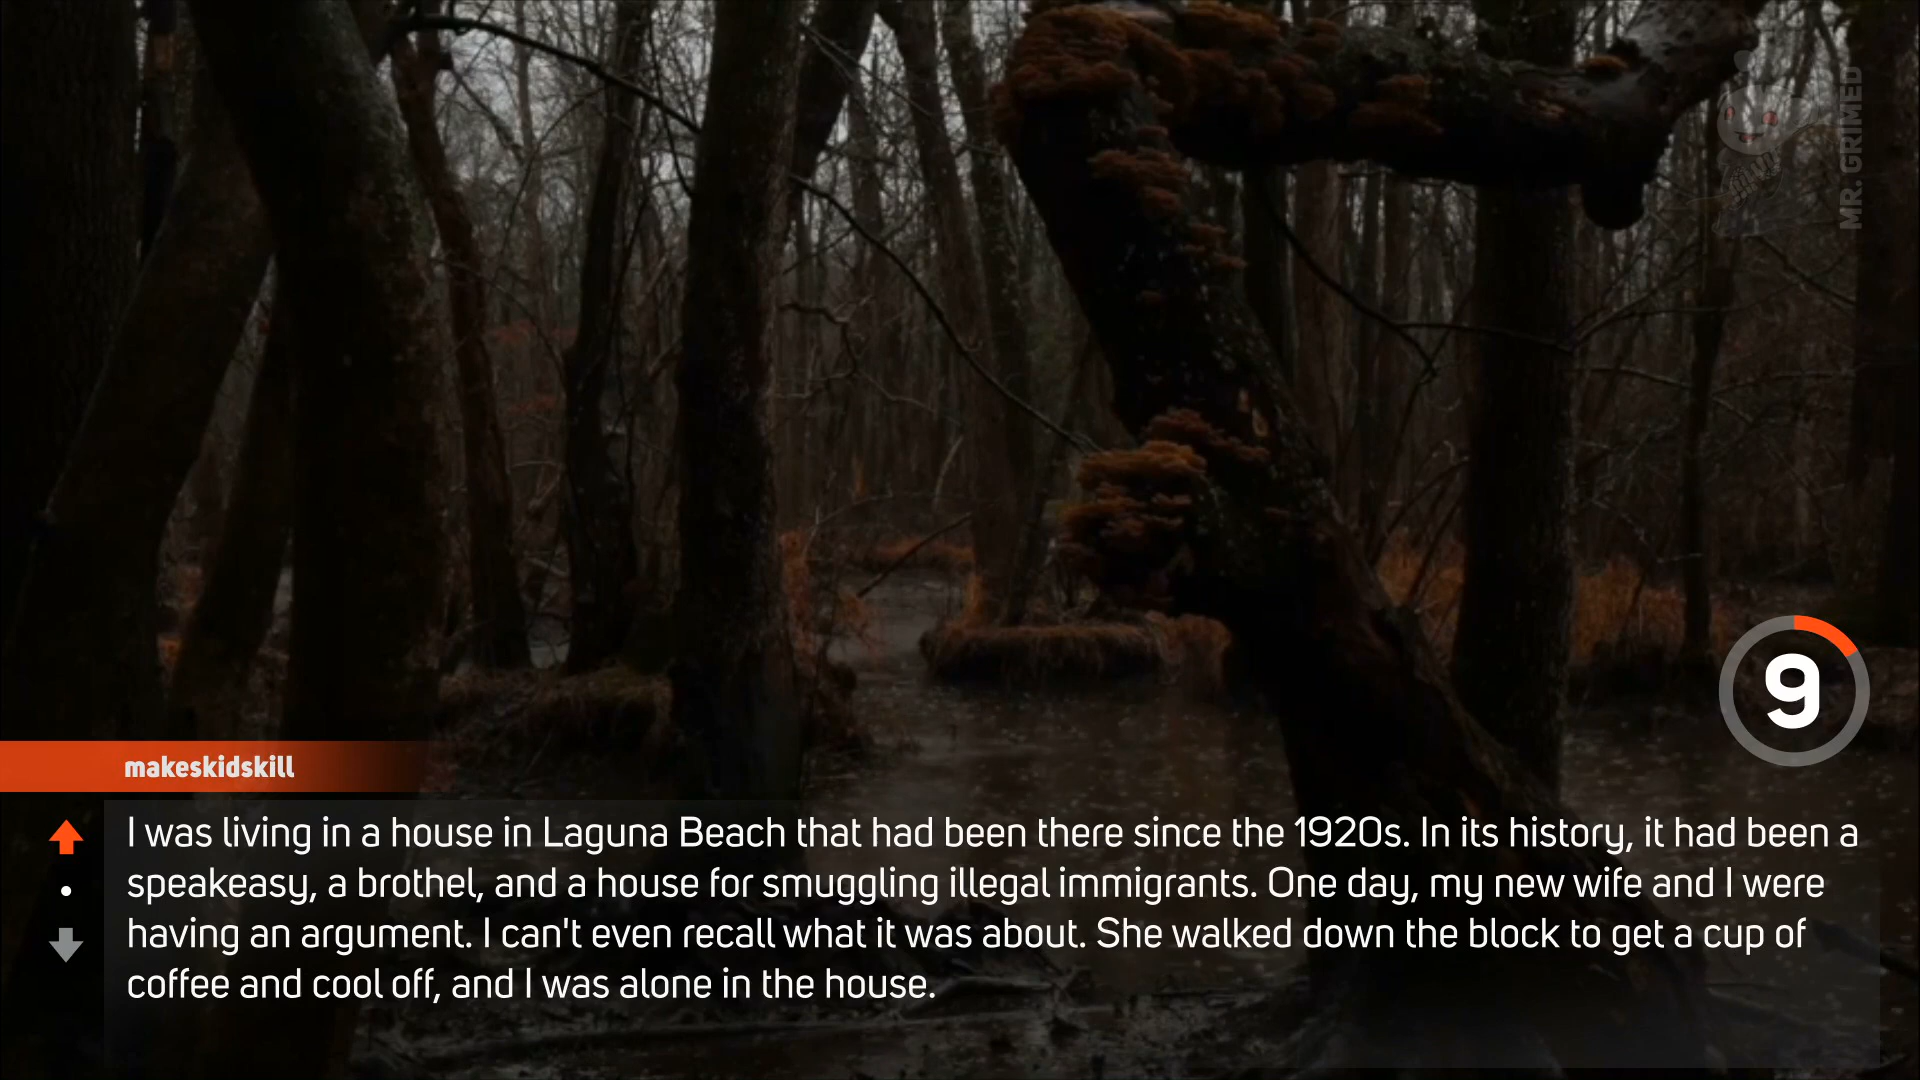 MR. GRIMED
9
makeskidskill
I was living in a house in Laguna Beach that had been there since the 1920s. In its history, it had been a
speakeasy, a brothel, and a house for smuggling illegal immigrants. One day, my new wife and I were
having an argument. I can't even recall what it was about. She walked down the block to get a cup of
coffee and cool off, and I was alone in the house.